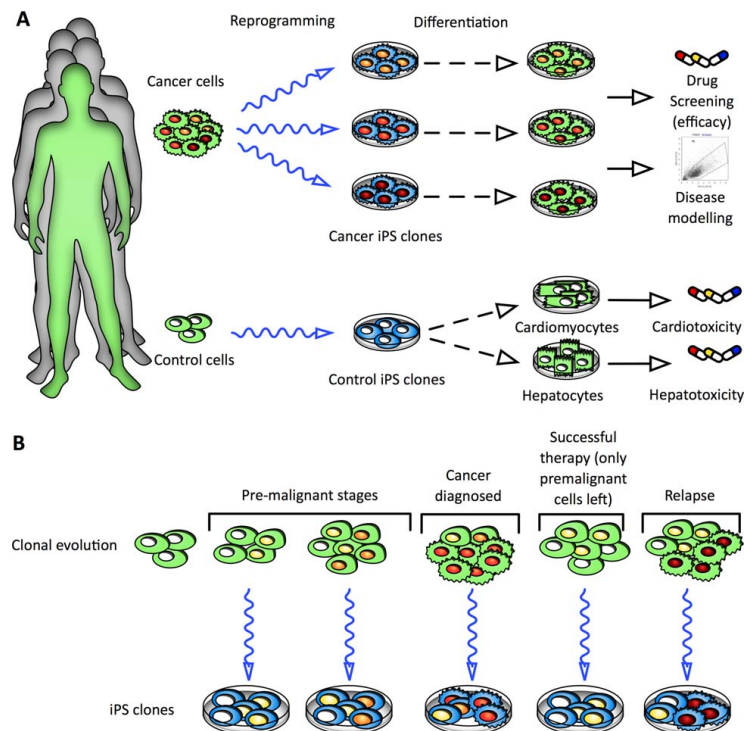 A
Reprogramming
Differentiation
Cancer cells
Cancer iPS clones
Drug
Screening
(efficacy)
Disease
modelling
Control cells
Control iPS clones
Cardiomyocytes
Cardiotoxicity
Hepatocytes
Hepatotoxicity
B
Pre-malignant stages
Cancer
diagnosed
Successful
therapy (only
premalignant
cells left)
Relapse
Clonal evolution
iPS clones